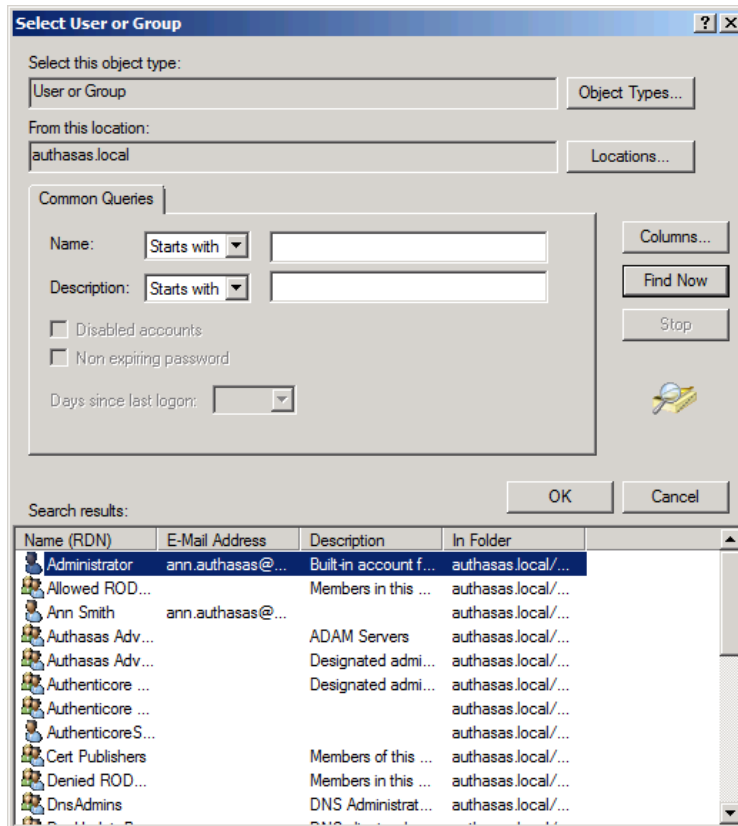 Select User or Group
Select this object type:
User or Group
Object Types...
From this location:
authasas.local
Locations...
Common Queries
Name: Starts with
Columns...
Description: Starts with
Find Now
Disabled accounts
Stop
Non expiring password
Days since last logon:
OK
Cancel
Search results:
Name (RDN) E-Mail Address Description In Folder
Administrator ann.authasas@... Built-in account f... authasas.local/...
Allowed ROD... Members in this ... authasas.local/...
Ann Smith ann.authasas@... authasas.local/...
Authasas Adv... ADAM Servers authasas.local/...
Authasas Adv... Designated admi... authasas.local/...
Authenticore ... Designated admi... authasas.local/...
Authenticore ... authasas.local/...
AuthenticoreS... authasas.local/...
Cert Publishers Members of this ... authasas.local/...
Denied ROD... Members in this ... authasas.local/...
DnsAdmins DNS Administrat... authasas.local/...